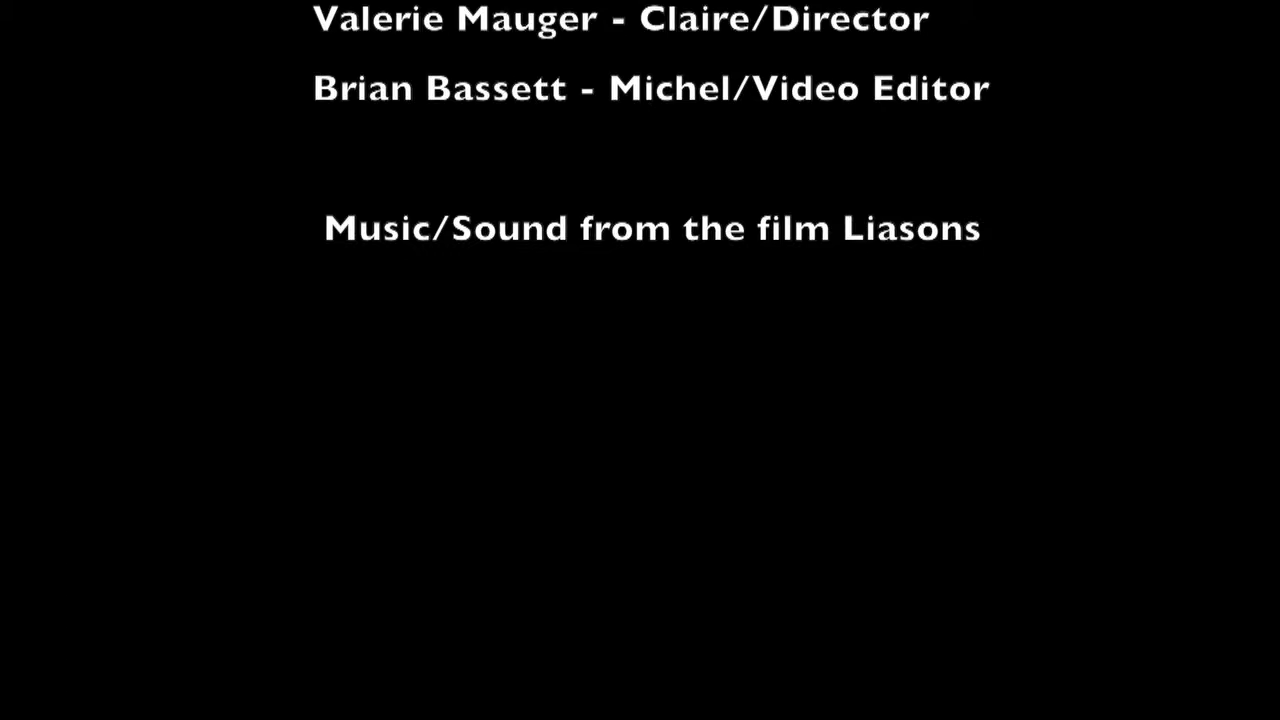 Valerie Mauger - Claire/Director
Brian Bassett - Michel/Video Editor
Music/Sound from the film Liasons